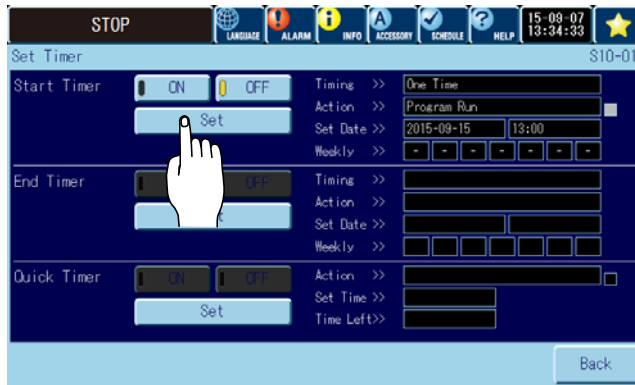 STOP LANGUAGE ALARM INFO ACCESSORY SCHEDULE HELP 15-09-07
13:34:33
Set Timer S10-01
Start Timer ON OFF Timing >> One Time
Action >> Program Run
Set Set Date >> 2015-09-15 13:00
Weekly >> - - - - - - -
End Timer OFF Timing >>
Action >>
Set Date >>
Weekly >>
Quick Timer ON OFF Action >>
Set Set Time >>
Time Left>>
Back